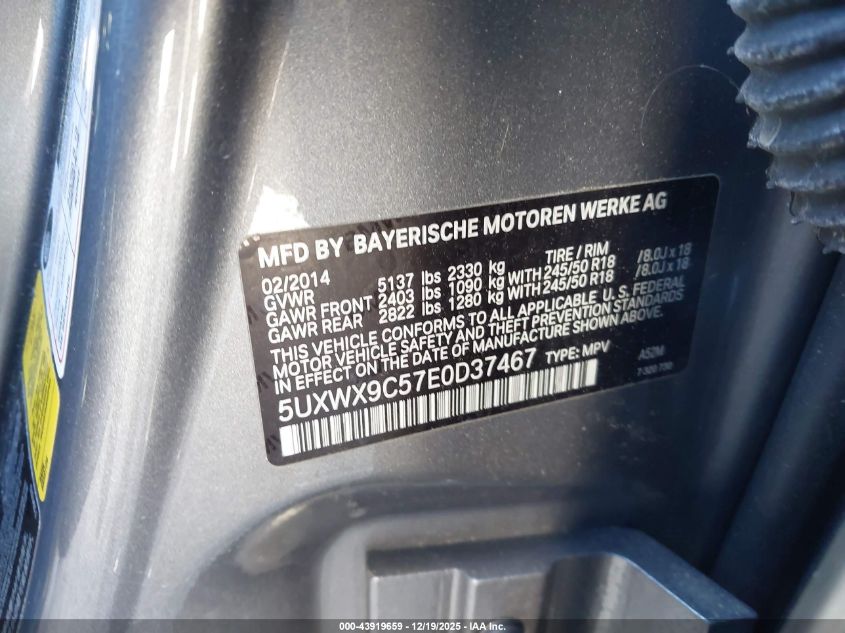 MFD BY BAYERISCHE MOTOREN WERKE AG
02/2014 TIRE / RIM
GVWR 5137 lbs 2330 kg
GAWR FRONT 2403 lbs 1090 kg WITH 245/50 R18 /8.0J x 18
GAWR REAR 2822 lbs 1280 kg WITH 245/50 R18 /8.0J x 18
THIS VEHICLE CONFORMS TO ALL APPLICABLE U.S. FEDERAL
MOTOR VEHICLE SAFETY AND THEFT PREVENTION STANDARDS
IN EFFECT ON THE DATE OF MANUFACTURE SHOWN ABOVE.
5UXWX9C57E0D37467 TYPE: MPV
000-43919659 - 12/19/2025 - IAA Inc.